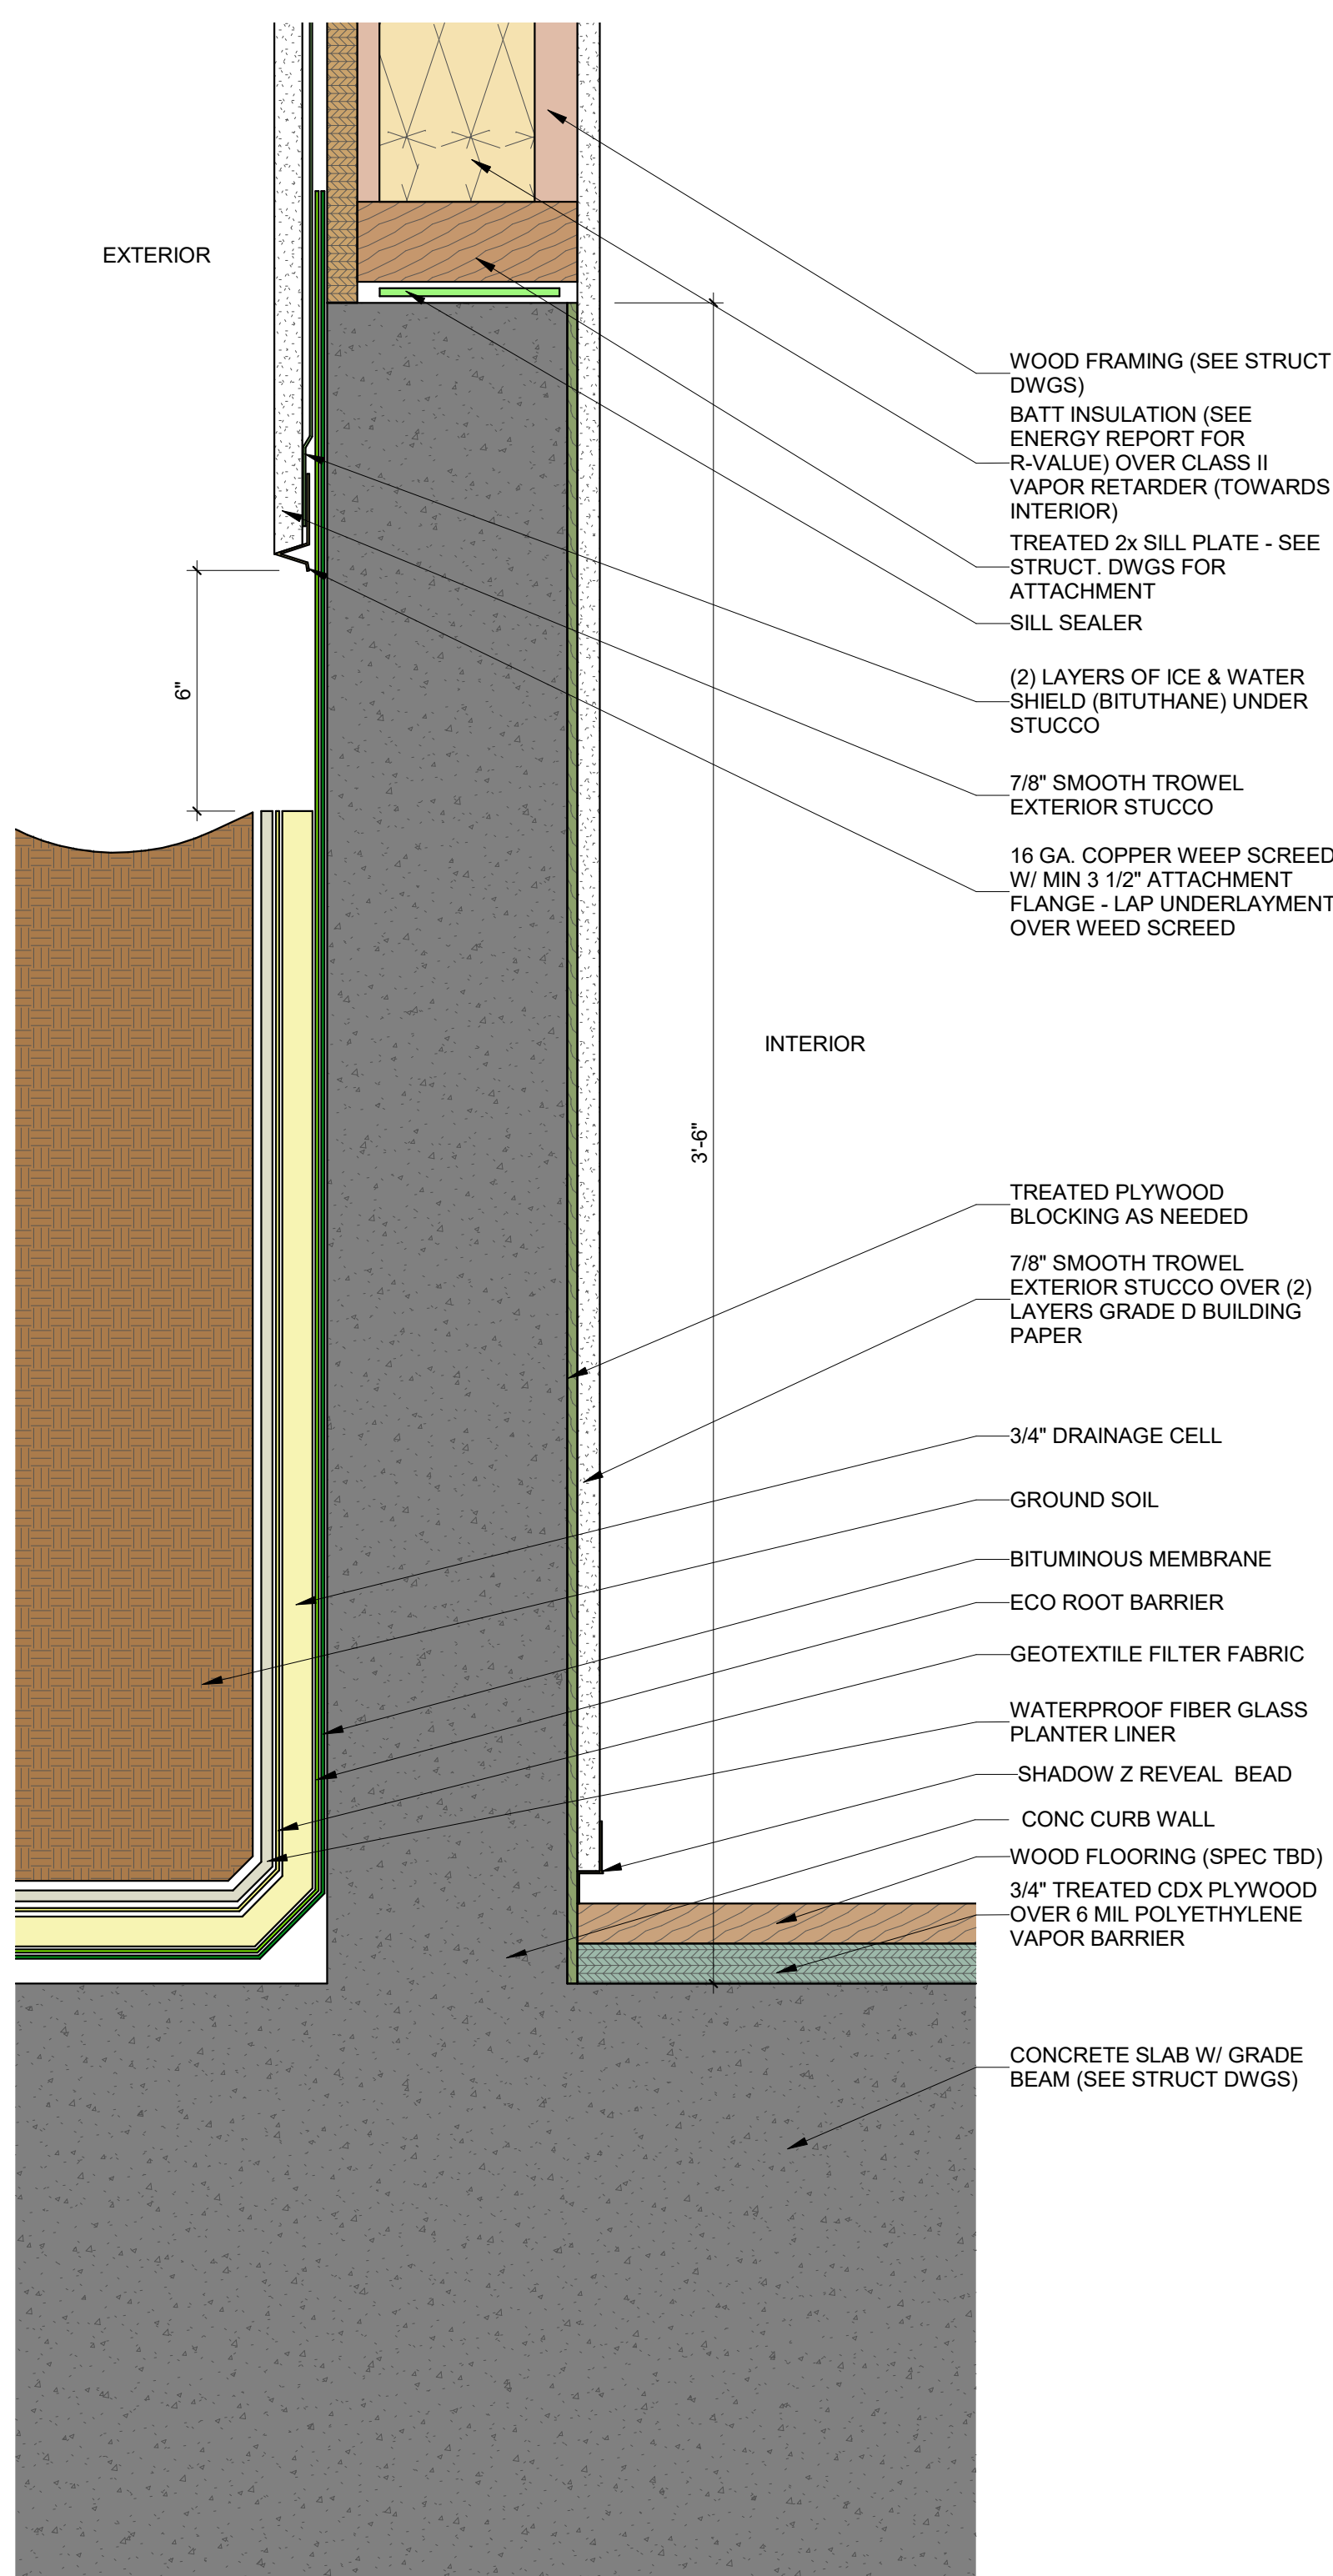 EXTERIOR
WOOD FRAMING (SEE STRUCT
DWGS)
BATT INSULATION (SEE
ENERGY REPORT FOR
R-VALUE) OVER CLASS II
VAPOR RETARDER (TOWARDS
INTERIOR)
TREATED 2x SILL PLATE - SEE
STRUCT. DWGS FOR
ATTACHMENT
SILL SEALER
(2) LAYERS OF ICE & WATER
SHIELD (BITUTHANE) UNDER
STUCCO
6"
7/8" SMOOTH TROWEL
EXTERIOR STUCCO
16 GA. COPPER WEEP SCREED
W/ MIN 3 1/2" ATTACHMENT
FLANGE - LAP UNDERLAYMENT
OVER WEED SCREED
INTERIOR
3'-6"
TREATED PLYWOOD
BLOCKING AS NEEDED
7/8" SMOOTH TROWEL
EXTERIOR STUCCO OVER (2)
LAYERS GRADE D BUILDING
PAPER
3/4" DRAINAGE CELL
GROUND SOIL
BITUMINOUS MEMBRANE
ECO ROOT BARRIER
GEOTEXTILE FILTER FABRIC
WATERPROOF FIBER GLASS
PLANTER LINER
SHADOW Z REVEAL BEAD
CONC CURB WALL
WOOD FLOORING (SPEC TBD)
3/4" TREATED CDX PLYWOOD
OVER 6 MIL POLYETHYLENE
VAPOR BARRIER
CONCRETE SLAB W/ GRADE
BEAM (SEE STRUCT DWGS)